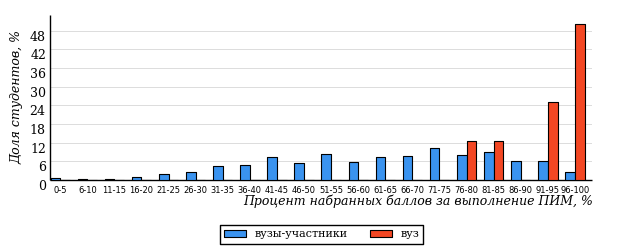 Доля студентов, %
48
42
36
30
24
18
12
6
0
0-5 6-10 11-15 16-20 21-25 26-30 31-35 36-40 41-45 46-50 51-55 56-60 61-65 66-70 71-75 76-80 81-85 86-90 91-95 96-100
Процент набранных баллов за выполнение ПИМ, %
вузы-участники вуз